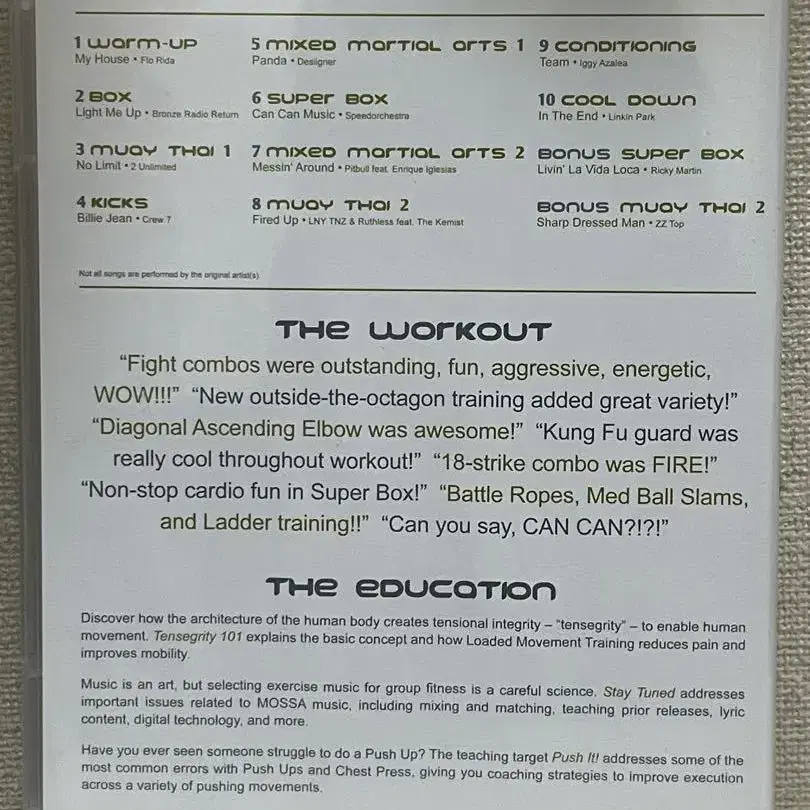 1 WARM-UP
My House • Flo Rida
2 BOX
Light Me Up • Bronze Radio Return
3 MUAY THAI 1
No Limit • 2 Unlimited
4 KICKS
Billie Jean • Crew 7
5 MIXED MARTIAL ARTS 1
Panda • Desiigner
6 SUPER BOX
Can Can Music • Speedorchestra
7 MIXED MARTIAL ARTS 2
Messin' Around • Pitbull feat. Enrique Iglesias
8 MUAY THAI 2
Fired Up • LNY TNZ & Ruthless feat. The Kemist
9 CONDITIONING
Team • Iggy Azalea
10 COOL DOWN
In The End • Linkin Park
BONUS SUPER BOX
Livin' La Vida Loca • Ricky Martin
BONUS MUAY THAI 2
Sharp Dressed Man • ZZ Top
Not all songs are performed by the original artist(s).
THE WORKOUT
“Fight combos were outstanding, fun, aggressive, energetic,
WOW!!!” “New outside-the-octagon training added great variety!”
“Diagonal Ascending Elbow was awesome!” “Kung Fu guard was
really cool throughout workout!” “18-strike combo was FIRE!”
“Non-stop cardio fun in Super Box!” “Battle Ropes, Med Ball Slams,
and Ladder training!!” “Can you say, CAN CAN?!?!”
THE EDUCATION
Discover how the architecture of the human body creates tensional integrity – “tensegrity” – to enable human
movement. Tensegrity 101 explains the basic concept and how Loaded Movement Training reduces pain and
improves mobility.
Music is an art, but selecting exercise music for group fitness is a careful science. Stay Tuned addresses
important issues related to MOSSA music, including mixing and matching, teaching prior releases, lyric
content, digital technology, and more.
Have you ever seen someone struggle to do a Push Up? The teaching target Push It! addresses some of the
most common errors with Push Ups and Chest Press, giving you coaching strategies to improve execution
across a variety of pushing movements.